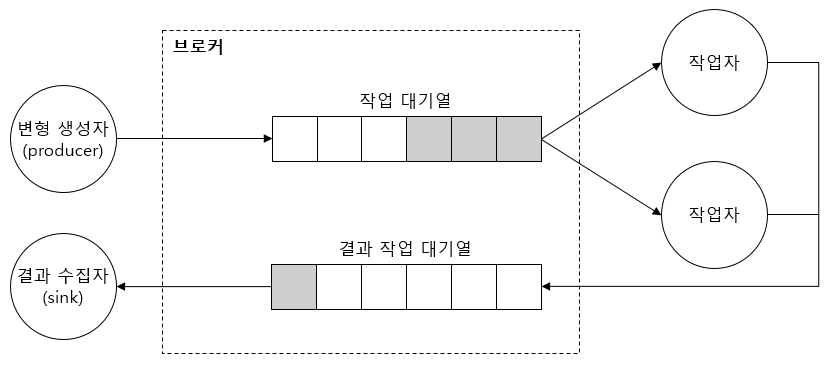 브로커
작업자
작업 대기열
변형 생성자
(producer)
작업자
결과 작업 대기열
결과 수집자
(sink)